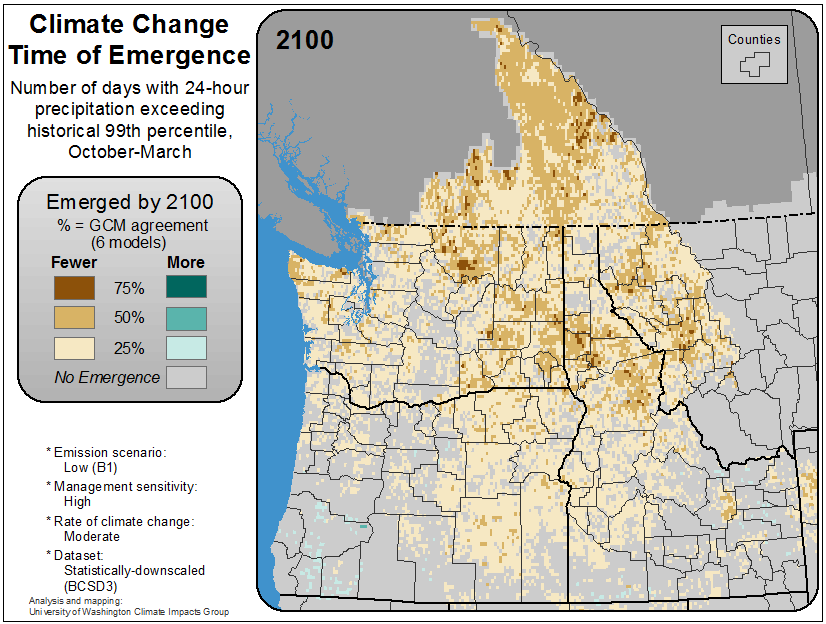 Climate Change
Time of Emergence
Number of days with 24-hour
precipitation exceeding
historical 99th percentile,
October-March
Emerged by 2100
% = GCM agreement
(6 models)
Fewer More
75%
50%
25%
No Emergence
* Emission scenario:
Low (B1)
* Management sensitivity:
High
* Rate of climate change:
Moderate
* Dataset:
Statistically-downscaled
(BCSD3)
Analysis and mapping:
University of Washington Climate Impacts Group
2100
Counties